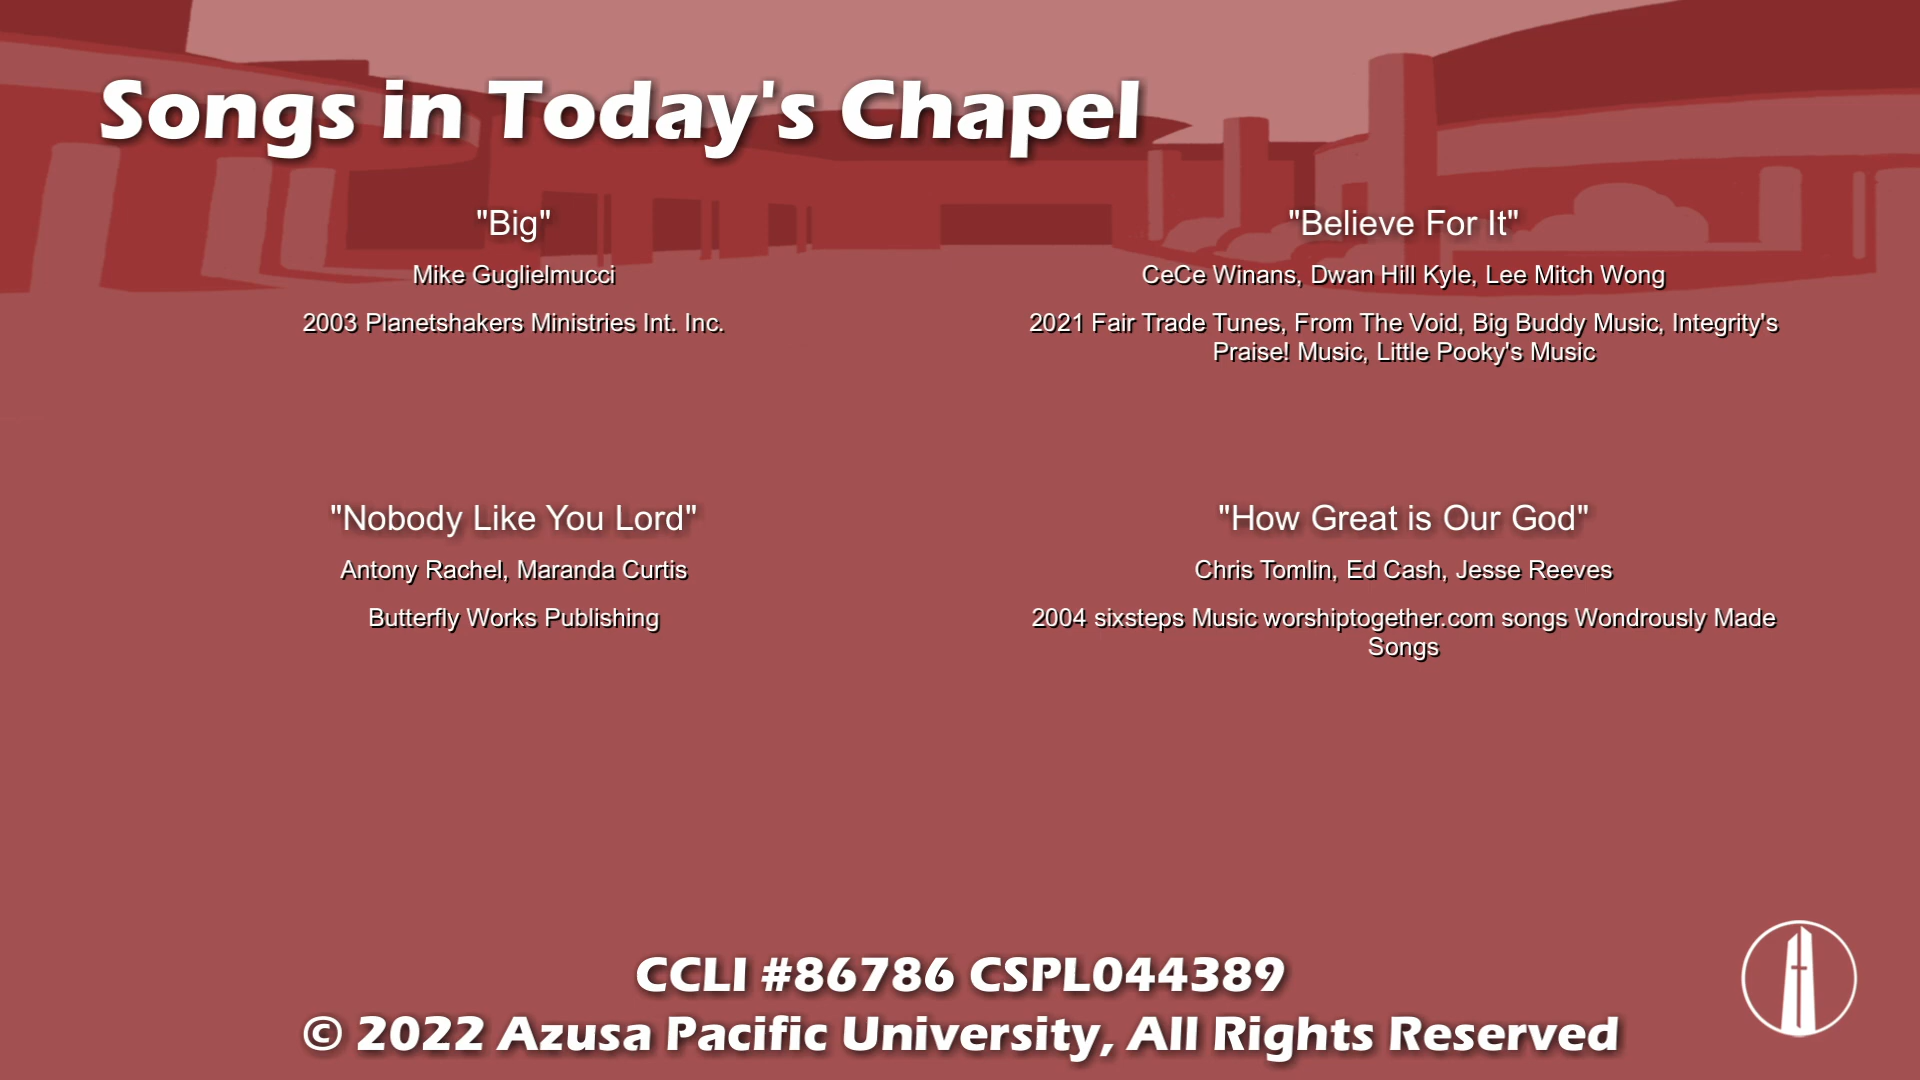 Songs in Today's Chapel
"Big"
Mike Guglielmucci
2003 Planetshakers Ministries Int. Inc.
"Believe For It"
CeCe Winans, Dwan Hill Kyle, Lee Mitch Wong
2021 Fair Trade Tunes, From The Void, Big Buddy Music, Integrity's
Praise! Music, Little Pooky's Music
"Nobody Like You Lord"
Antony Rachel, Maranda Curtis
Butterfly Works Publishing
"How Great is Our God"
Chris Tomlin, Ed Cash, Jesse Reeves
2004 sixsteps Music worshiptogether.com songs Wondrously Made
Songs
CCLI #86786 CSPL044389
© 2022 Azusa Pacific University, All Rights Reserved